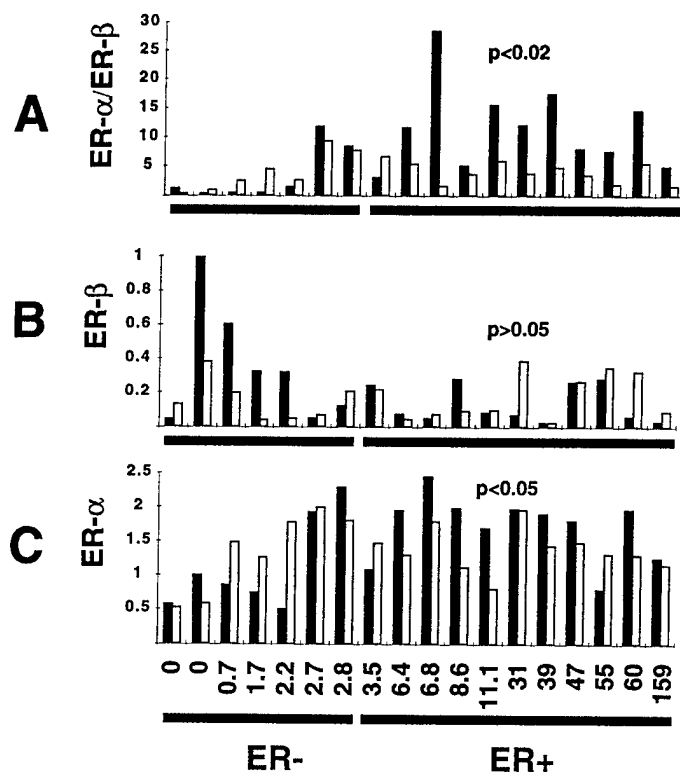 A
ER-α/ER-β
30
25
20
15
10
5
p<0.02
B
ER-β
1
0.8
0.6
0.4
0.2
p>0.05
C
ER-α
2.5
2
1.5
1
0.5
p<0.05
0 0 0.7 1.7 2.2 2.7 2.8 3.5 6.4 6.8 8.6 11.1 31 39 47 55 60 159
ER- ER+